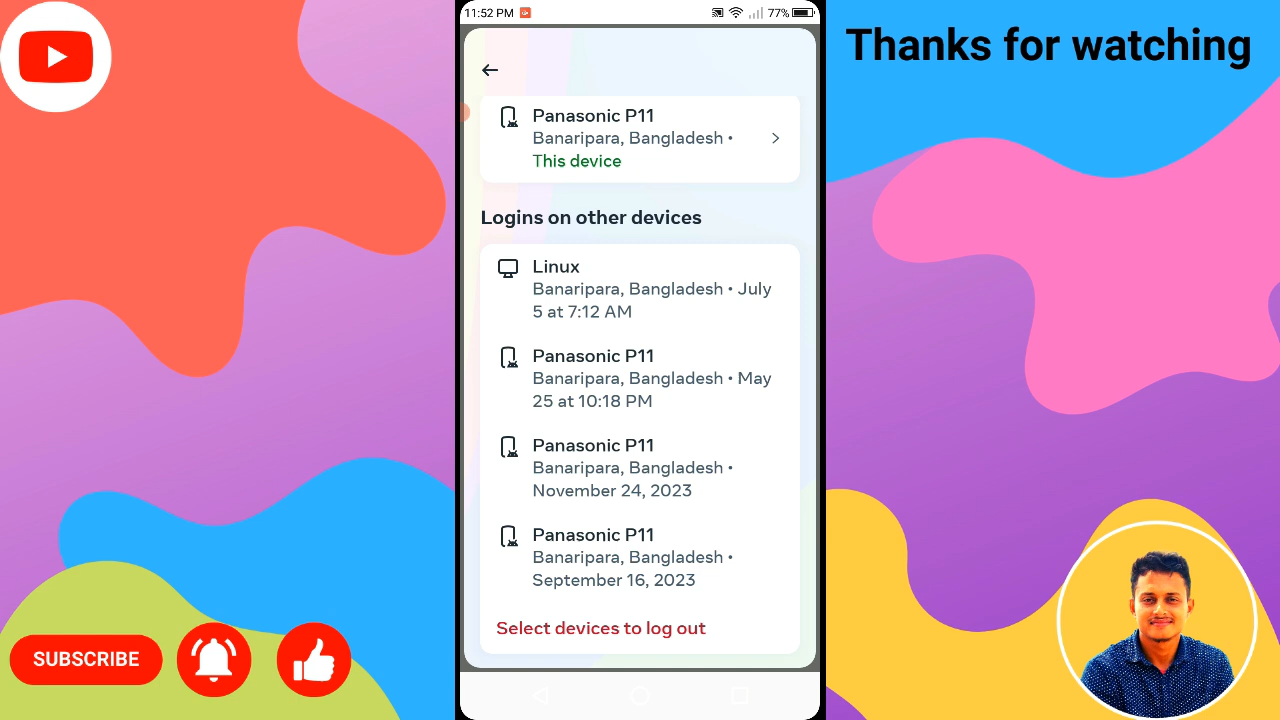 11:52 PM
77%
Thanks for watching
Panasonic P11
Banaripara, Bangladesh •
This device
Logins on other devices
Linux
Banaripara, Bangladesh • July
5 at 7:12 AM
Panasonic P11
Banaripara, Bangladesh • May
25 at 10:18 PM
Panasonic P11
Banaripara, Bangladesh •
November 24, 2023
Panasonic P11
Banaripara, Bangladesh •
September 16, 2023
Select devices to log out
SUBSCRIBE